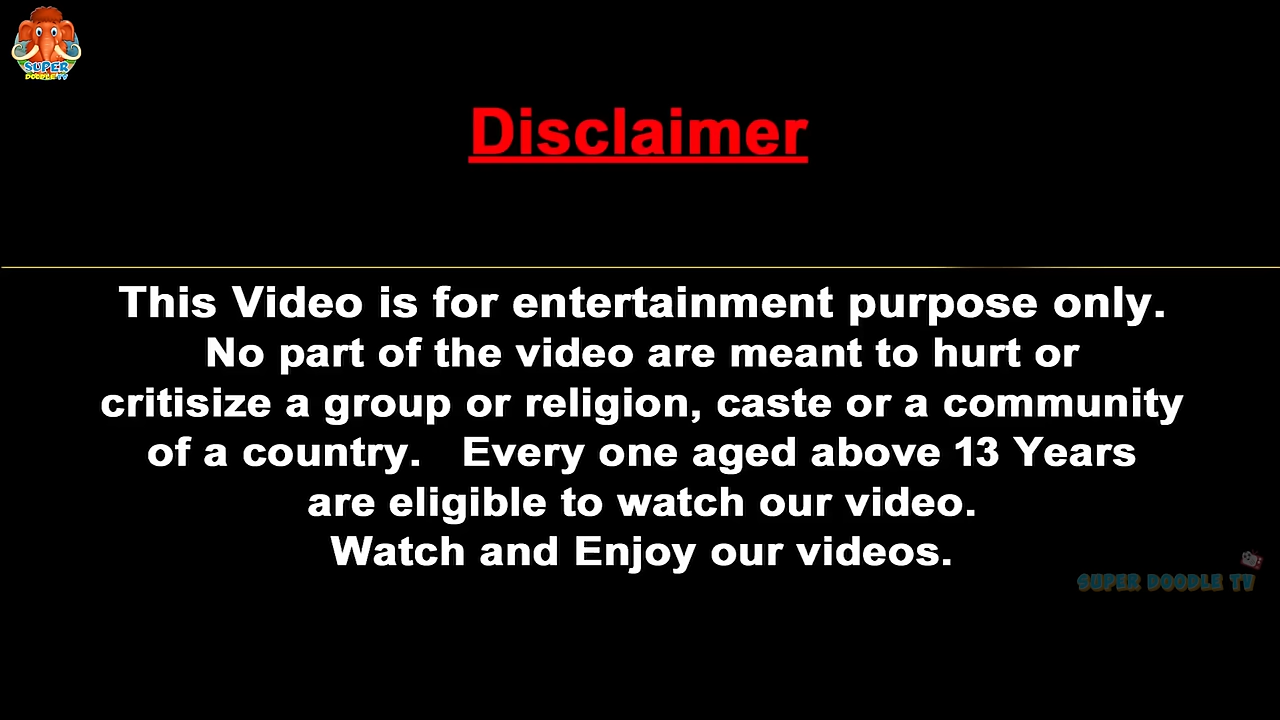 SUPER
DOODLE TV
Disclaimer
This Video is for entertainment purpose only.
No part of the video are meant to hurt or
critisize a group or religion, caste or a community
of a country. Every one aged above 13 Years
are eligible to watch our video.
Watch and Enjoy our videos.
SUPER DOODLE TV